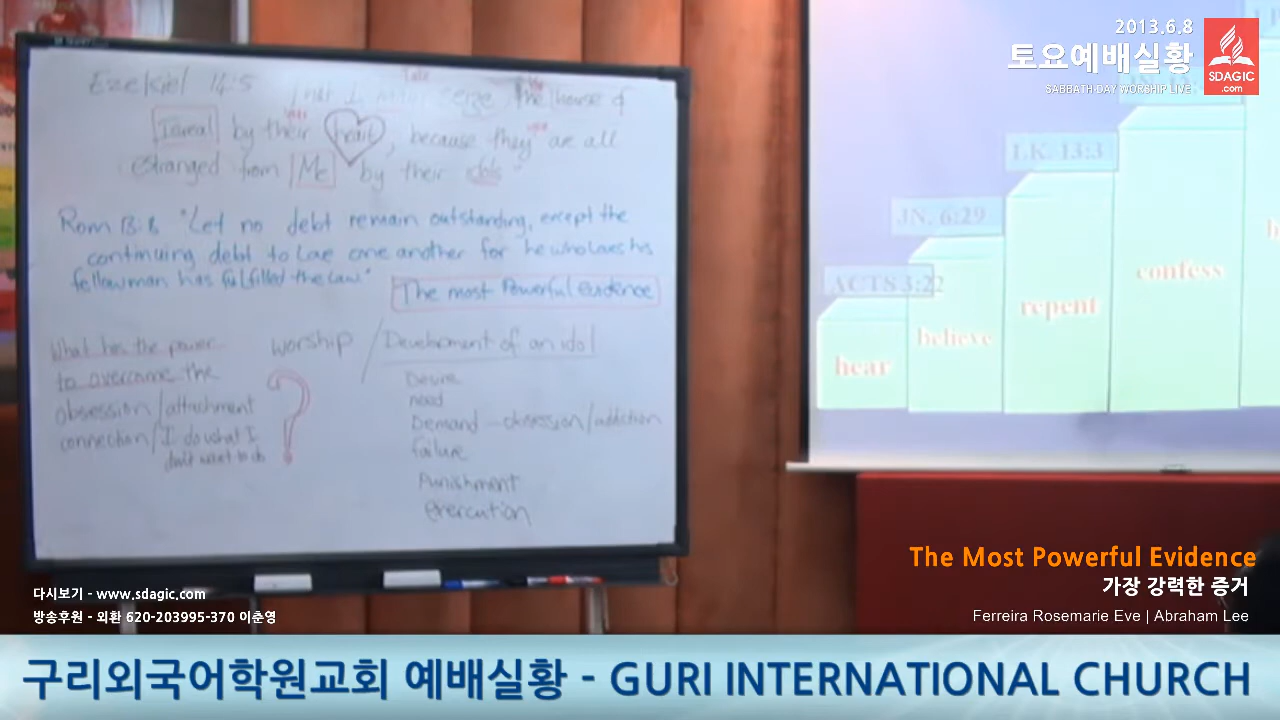 Ezekiel 14:5
that I may the house of
Isreal by their heart, because they are all
estranged from Me by their idols"
Rom 13:8 "Let no debt remain outstanding, except the
continuing debt to Love one another for he who Loves his
fellowman has fulfilled the Law"
The most Powerful evidence
What has the power
to overcome the
obsession/attachment
connection/I do what I
don't want to do
?
worship / Development of an idol
Desire
need
Demand - obsession/addiction
failure
Punishment
execution
ACTS 3:22
hear
JN. 6:29
believe
LK. 13:3
repent
confess
2013.6.8
토요예배실황
SABBATH-DAY WORSHIP LIVE
SDAGIC
.com
The Most Powerful Evidence
가장 강력한 증거
Ferreira Rosemarie Eve | Abraham Lee
다시보기 - www.sdagic.com
방송후원 - 외환 620-203995-370 이춘영
구리외국어학원교회 예배실황 - GURI INTERNATIONAL CHURCH